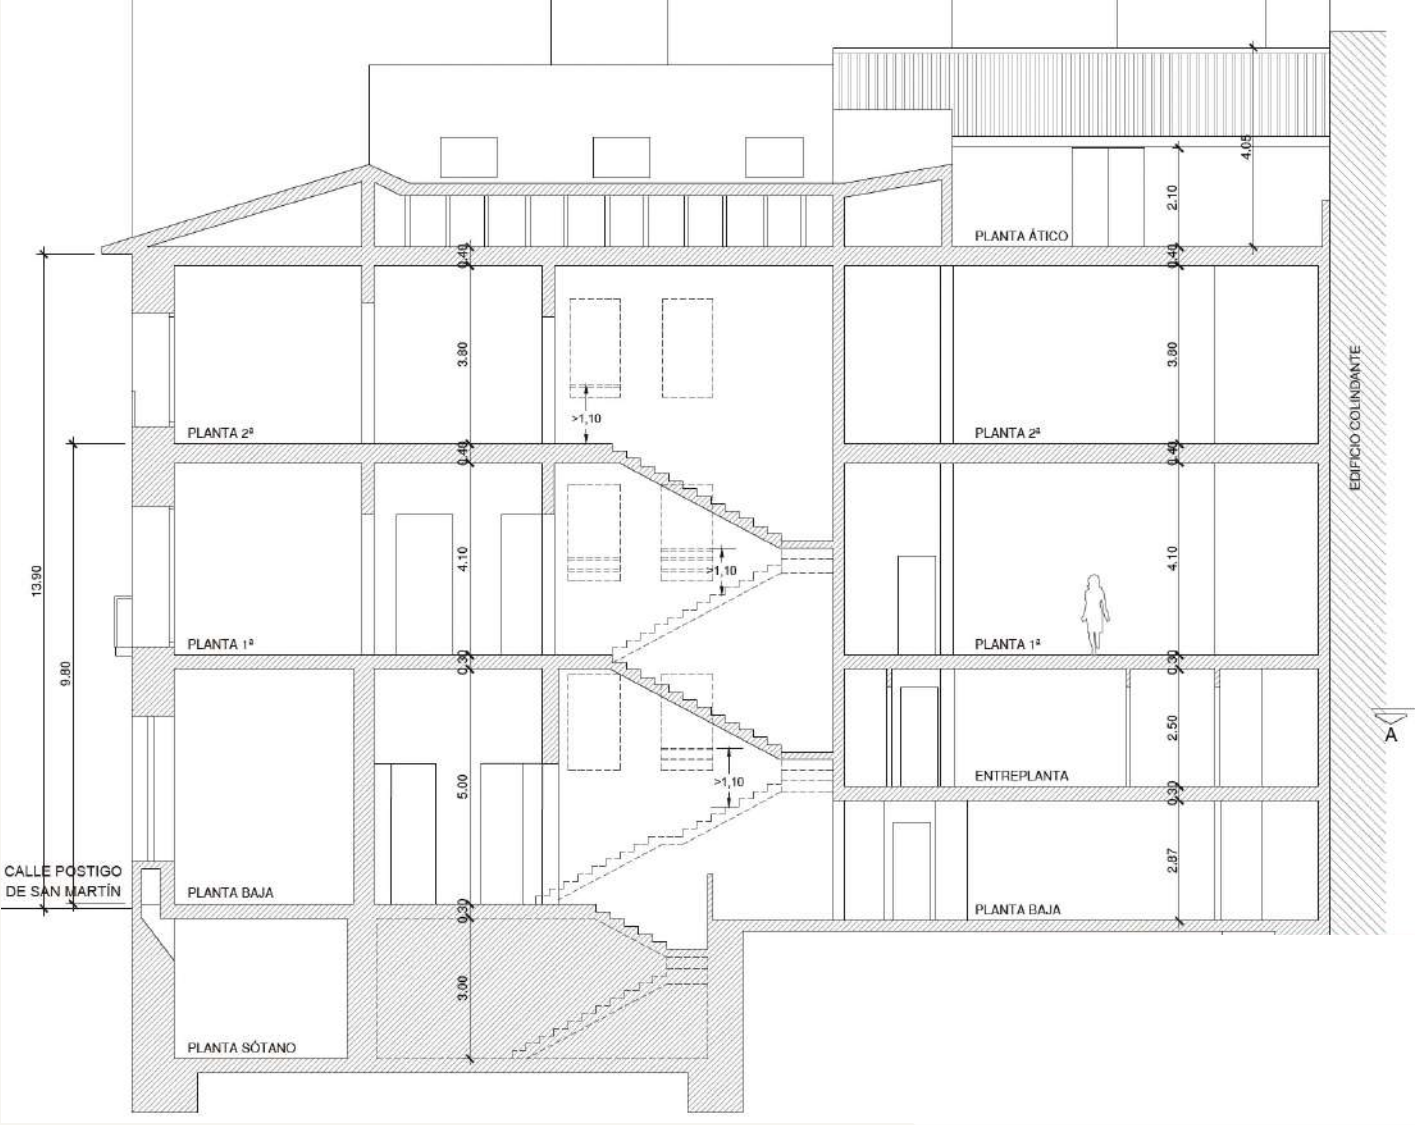 4.05
2.10
PLANTA ÁTICO
0.40
0.40
3.80
3.80
EDIFICIO COLINDANTE
>1,10
PLANTA 2ª
PLANTA 2ª
0.40
0.40
13.90
4.10
>1,10
4.10
PLANTA 1ª
PLANTA 1ª
9.80
0.30
0.30
2.50
A
5.00
>1,10
ENTREPLANTA
0.30
CALLE POSTIGO
DE SAN MARTÍN
2.87
PLANTA BAJA
PLANTA BAJA
0.30
3.00
PLANTA SÓTANO